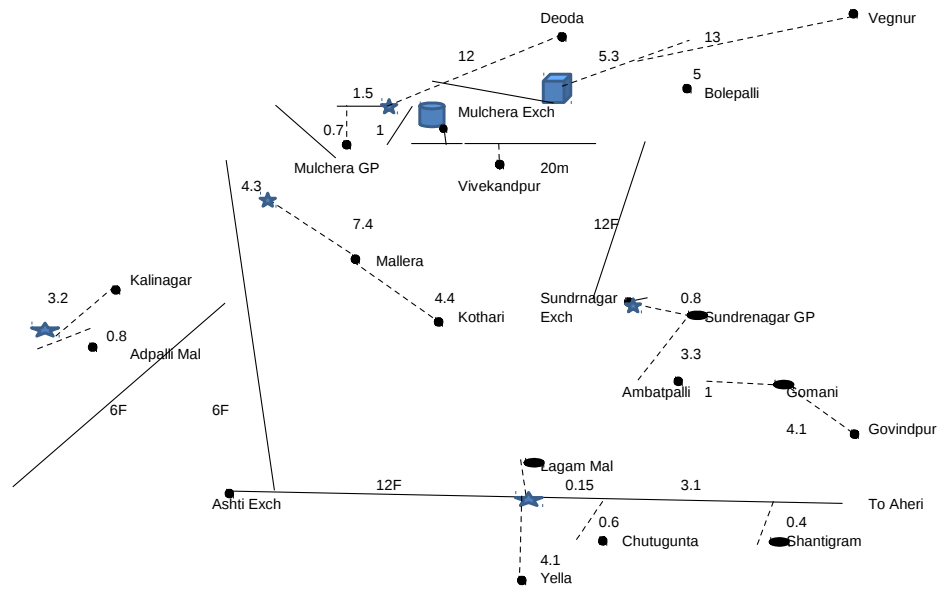 Deoda
Vegnur
13
12
5.3
5
Bolepalli
1.5
Mulchera Exch
0.7
1
Mulchera GP
20m
Vivekandpur
4.3
7.4
12F
Mallera
Kalinagar
3.2
4.4
Kothari
Sundrnagar
Exch
0.8
Sundrenagar GP
0.8
Adpalli Mal
3.3
Ambatpalli
1
Gomani
6F
6F
4.1
Govindpur
Lagam Mal
12F
0.15
3.1
Ashti Exch
To Aheri
0.6
0.4
Chutugunta
Shantigram
4.1
Yella